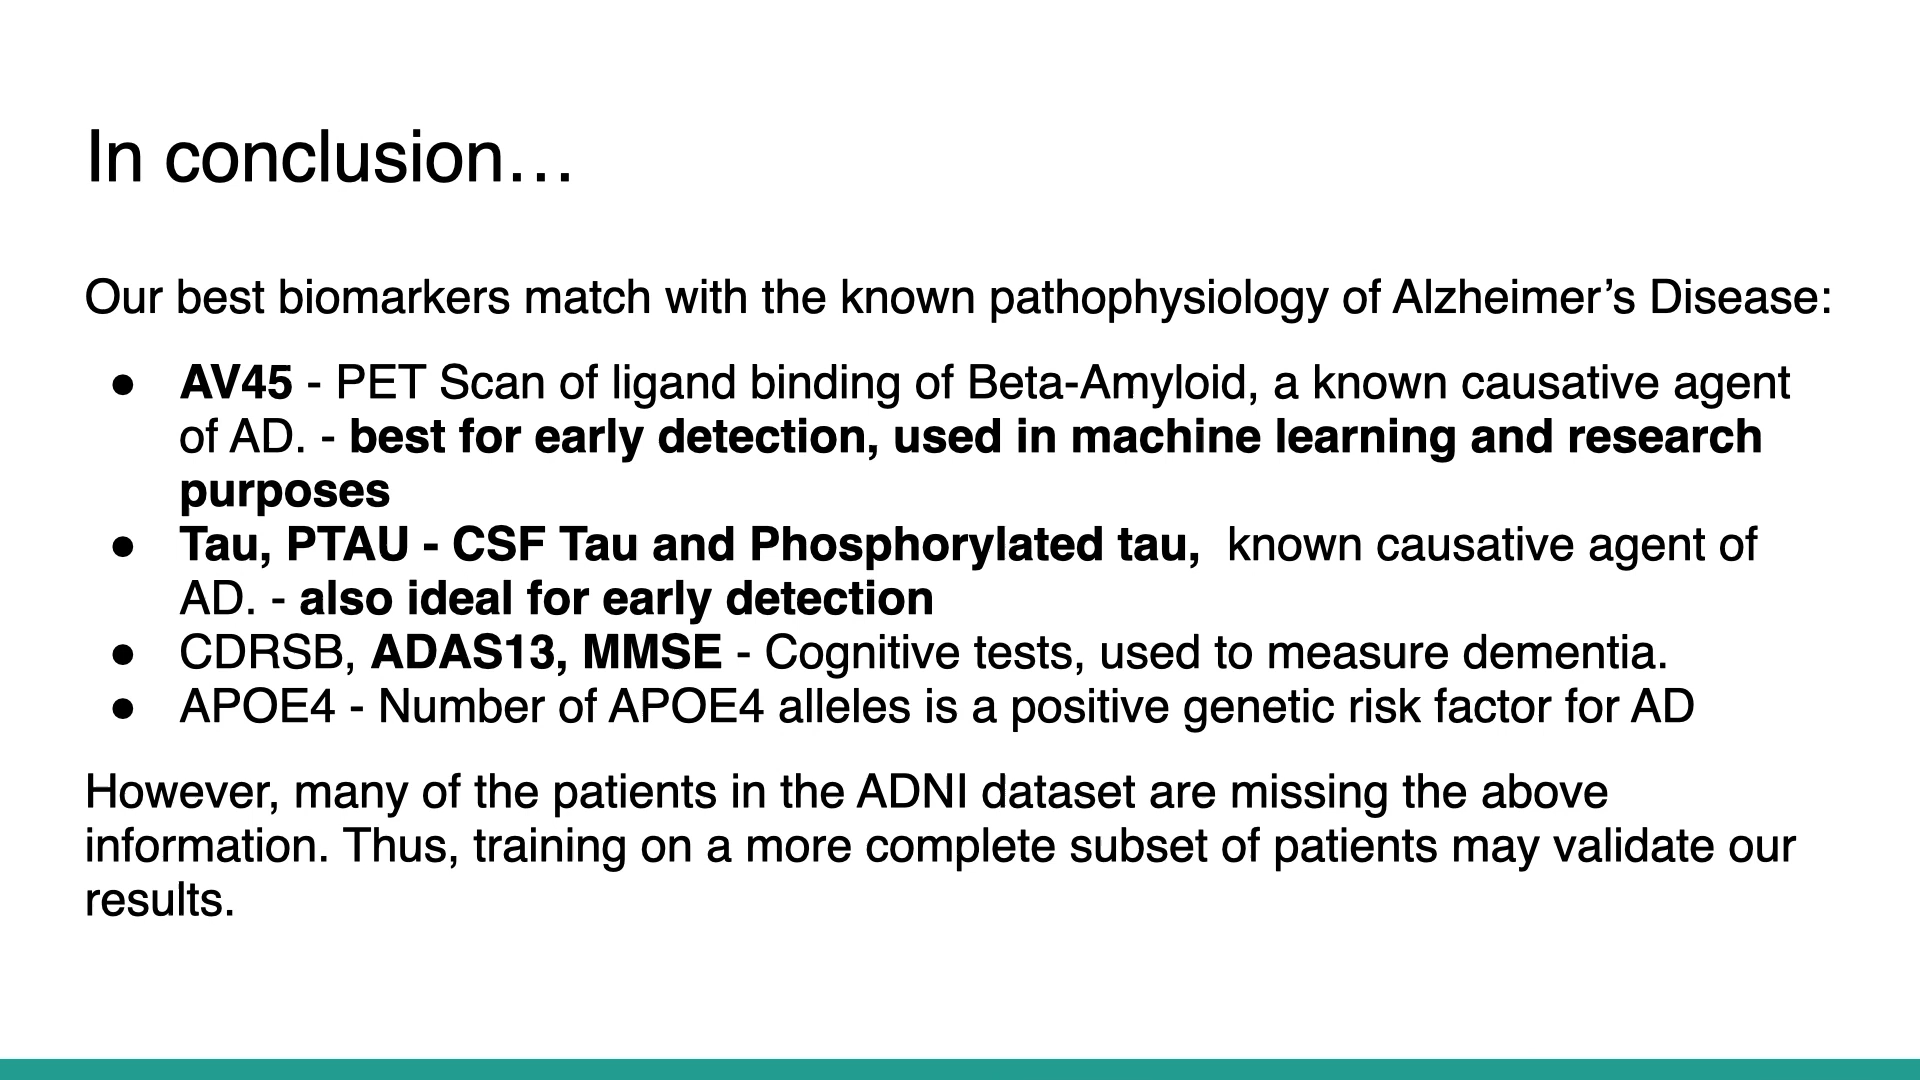 In conclusion…
Our best biomarkers match with the known pathophysiology of Alzheimer’s Disease:
● AV45 - PET Scan of ligand binding of Beta-Amyloid, a known causative agent
of AD. - best for early detection, used in machine learning and research
purposes
● Tau, PTAU - CSF Tau and Phosphorylated tau,  known causative agent of
AD. - also ideal for early detection
● CDRSB, ADAS13, MMSE - Cognitive tests, used to measure dementia.
● APOE4 - Number of APOE4 alleles is a positive genetic risk factor for AD
However, many of the patients in the ADNI dataset are missing the above
information. Thus, training on a more complete subset of patients may validate our
results.